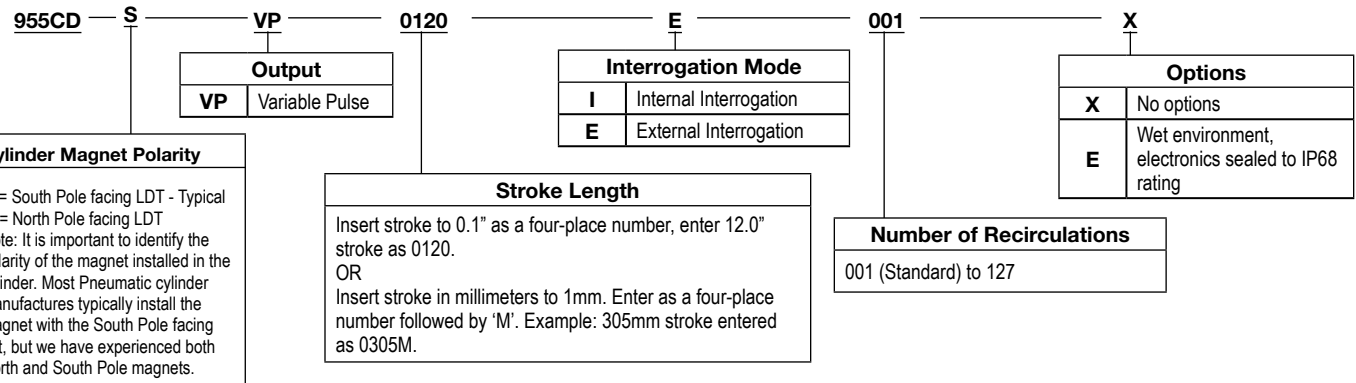 955CD S VP 0120 E 001 X
Output
VP Variable Pulse
Interrogation Mode
I Internal Interrogation
E External Interrogation
Options
X No options
E Wet environment,
electronics sealed to IP68
rating
Magnet Polarity
= South Pole facing LDT - Typical
= North Pole facing LDT
It is important to identify the
of the magnet installed in the
Most Pneumatic cylinder
typically install the
with the South Pole facing
but we have experienced both
and South Pole magnets.
Stroke Length
Insert stroke to 0.1” as a four-place number, enter 12.0”
stroke as 0120.
OR
Insert stroke in millimeters to 1mm. Enter as a four-place
number followed by ‘M’. Example: 305mm stroke entered
as 0305M.
Number of Recirculations
001 (Standard) to 127